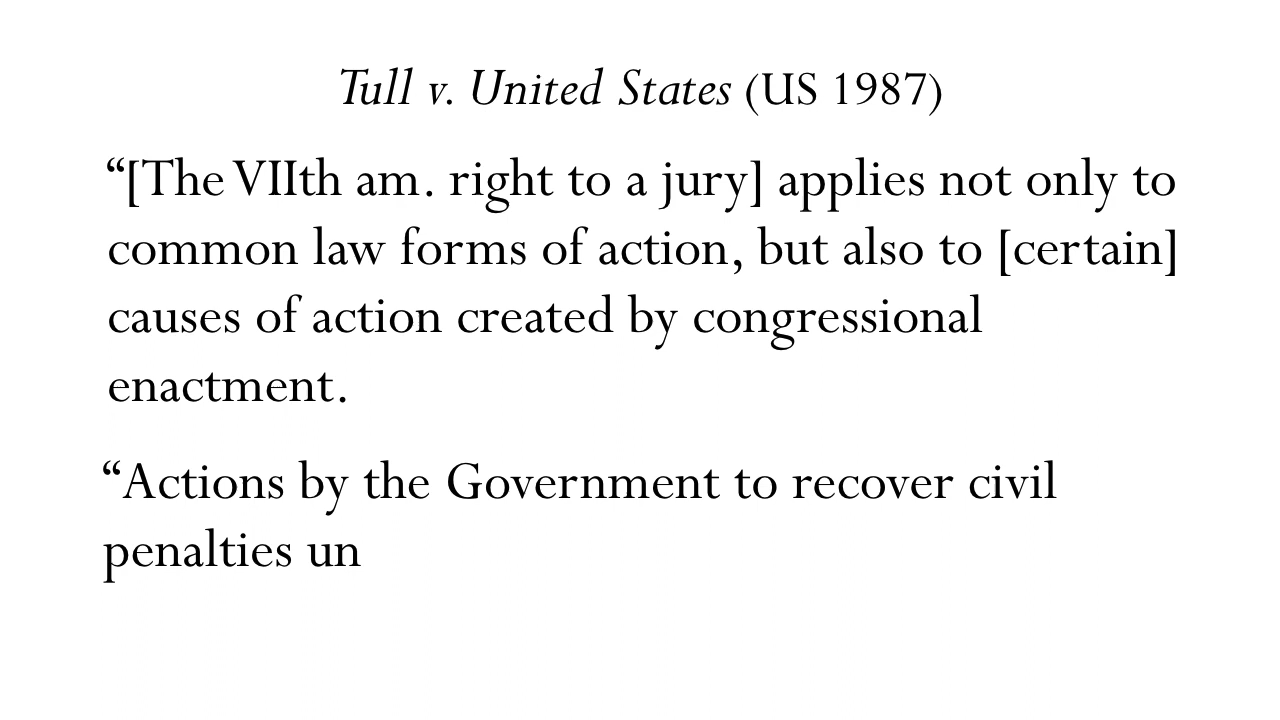 Tull v. United States (US 1987)
“[The VIIth am. right to a jury] applies not only to
common law forms of action, but also to [certain]
causes of action created by congressional
enactment.
“Actions by the Government to recover civil
penalties un